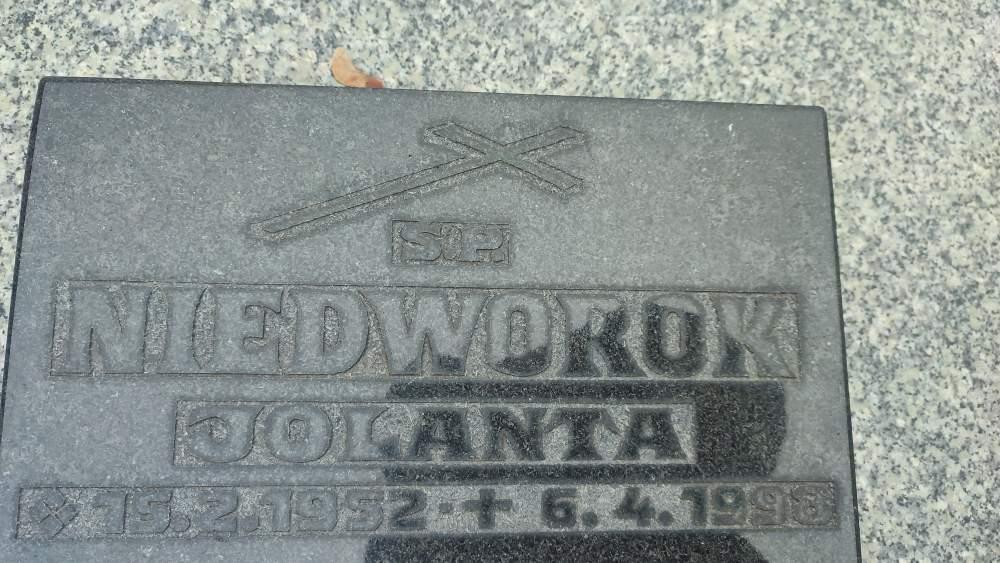 Ś.P.
NIEDWOROK
JOLANTA
15.2.1952 · ✝ 6.4.1998